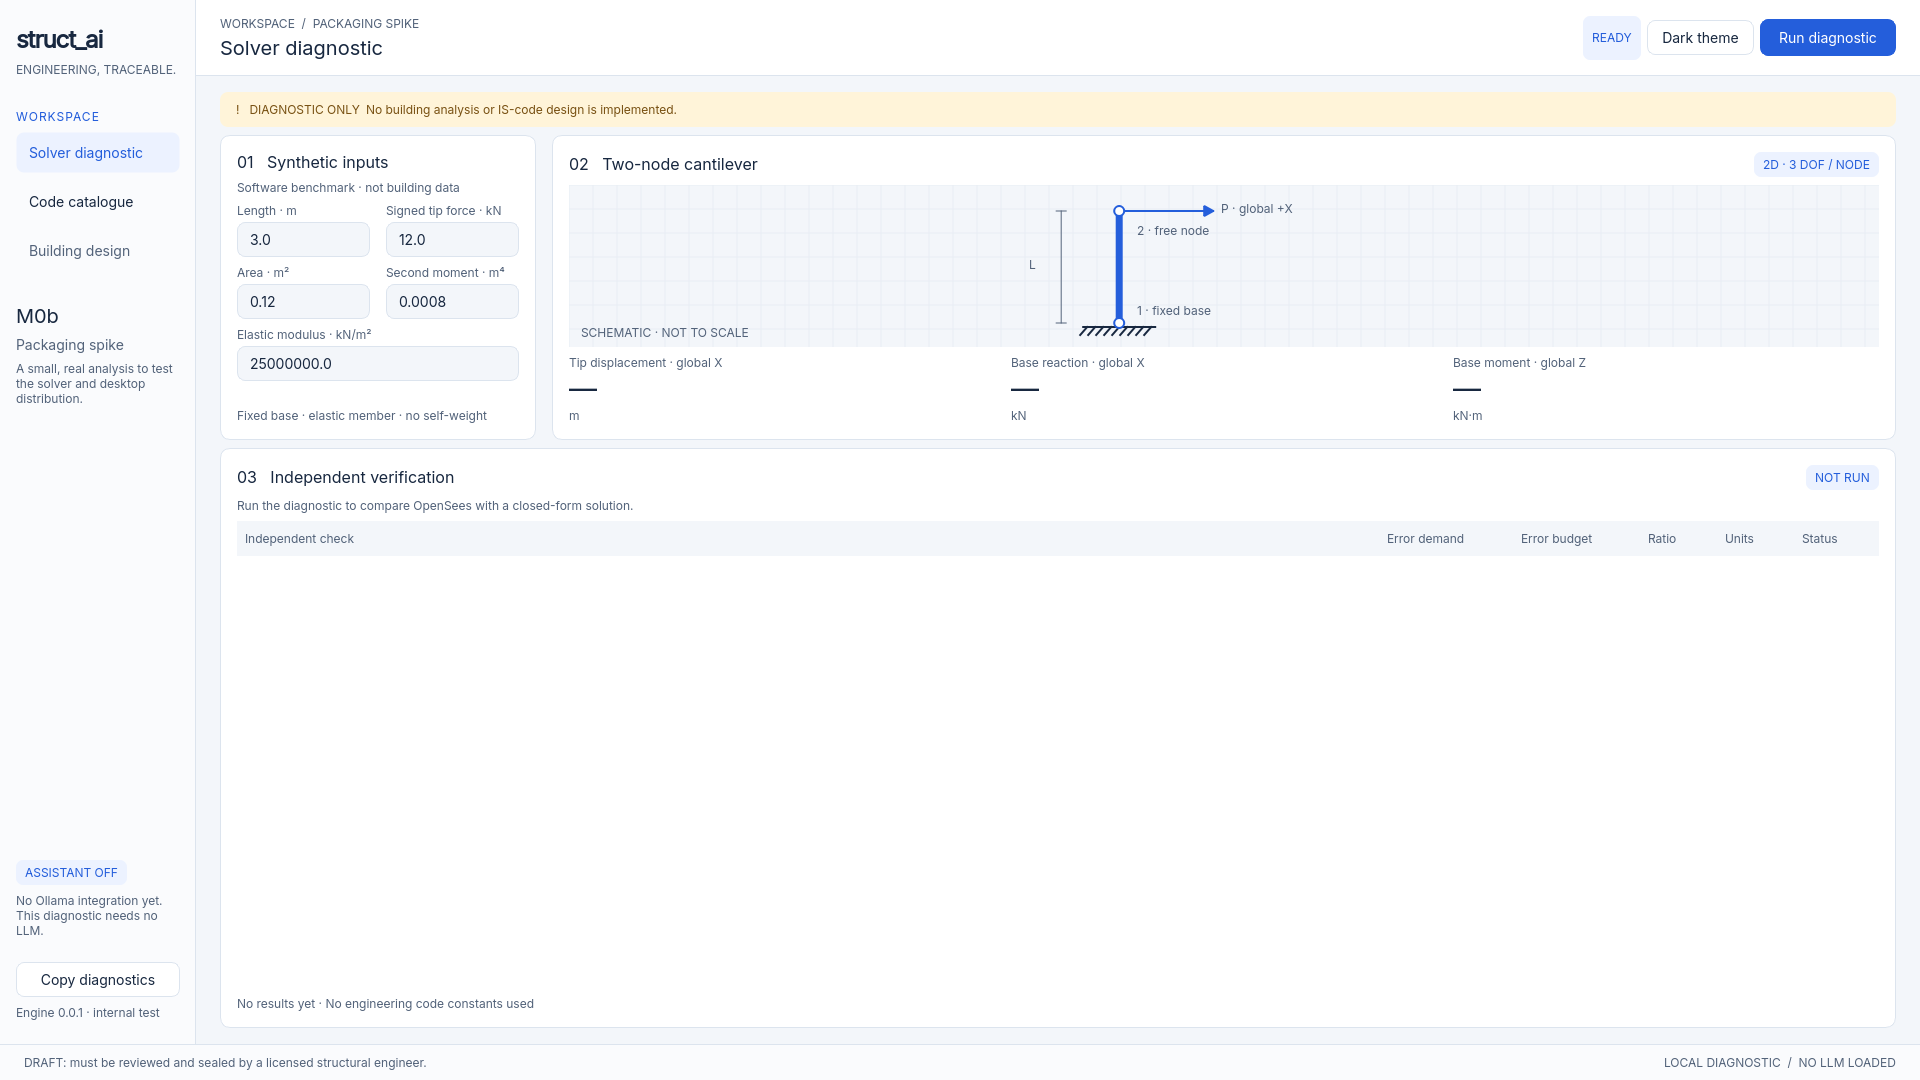 struct_ai
ENGINEERING, TRACEABLE.
WORKSPACE
Solver diagnostic
Code catalogue
Building design
M0b
Packaging spike
A small, real analysis to test
the solver and desktop
distribution.
ASSISTANT OFF
No Ollama integration yet.
This diagnostic needs no
LLM.
Copy diagnostics
Engine 0.0.1 · internal test
WORKSPACE / PACKAGING SPIKE
Solver diagnostic
READY
Dark theme
Run diagnostic
! DIAGNOSTIC ONLY No building analysis or IS-code design is implemented.
01 Synthetic inputs
Software benchmark · not building data
Length · m
Signed tip force · kN
3.0
12.0
Area · m²
Second moment · m⁴
0.12
0.0008
Elastic modulus · kN/m²
25000000.0
Fixed base · elastic member · no self-weight
02 Two-node cantilever
2D · 3 DOF / NODE
P · global +X
2 · free node
L
1 · fixed base
SCHEMATIC · NOT TO SCALE
Tip displacement · global X
—
m
Base reaction · global X
—
kN
Base moment · global Z
—
kN·m
03 Independent verification
NOT RUN
Run the diagnostic to compare OpenSees with a closed-form solution.
Independent check Error demand Error budget Ratio Units Status
No results yet · No engineering code constants used
DRAFT: must be reviewed and sealed by a licensed structural engineer.
LOCAL DIAGNOSTIC / NO LLM LOADED